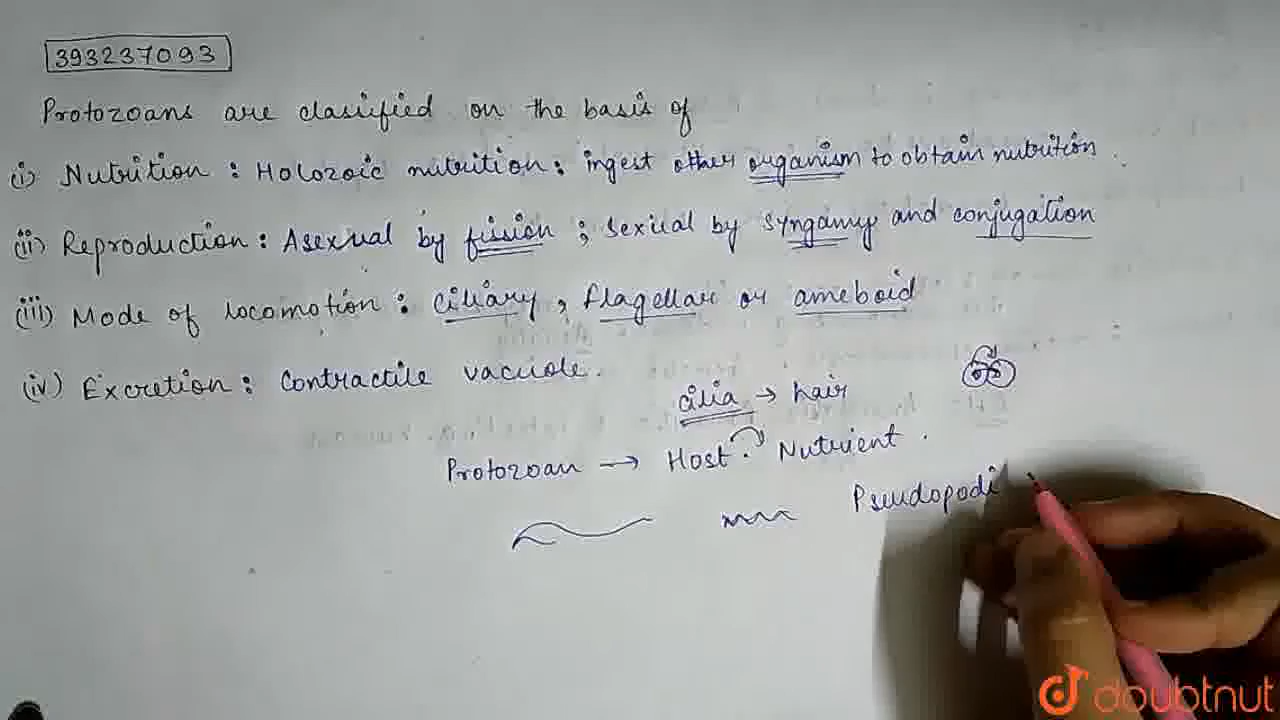 393237093
Protozoans are clasified on the basis of
(i) Nutrition : Holozoic nutrition : ingest other organism to obtain nutrition.
(ii) Reproduction : Asexual by fission ; sexual by syngamy and conjugation
(iii) Mode of locomotion : ciliary, flagellar or ameboid
(iv) Excretion : Contractile vacuole.
cilia → hair
Protozoan → Host. Nutrient.
Pseudopodi
doubtnut